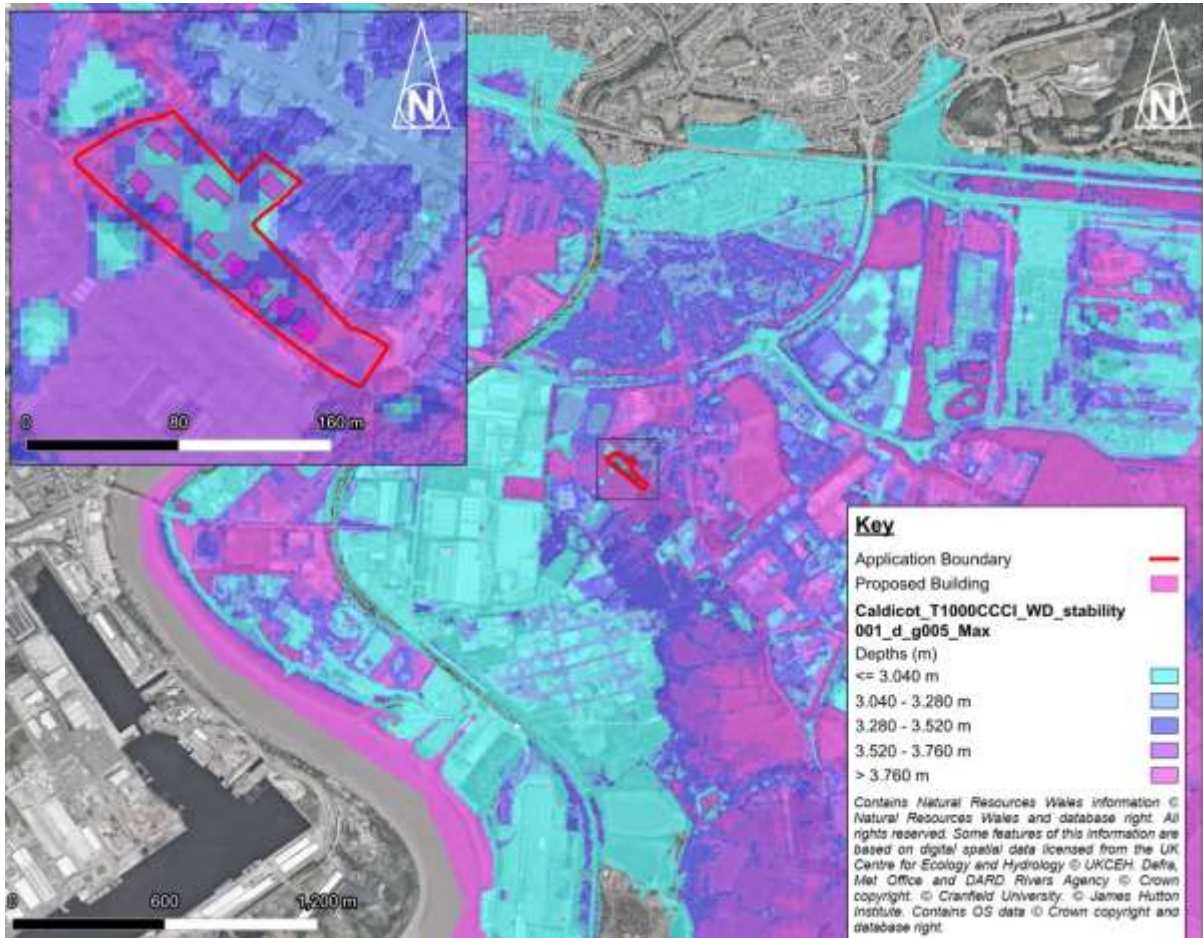 N
N
0
80
160 m
Key
Application Boundary
Proposed Building
Caldicot_T1000CCCI_WD_stability
001_d_g005_Max
Depths (m)
<= 3.040 m
3.040 - 3.280 m
3.280 - 3.520 m
3.520 - 3.760 m
> 3.760 m
Contains Natural Resources Wales information ©
Natural Resources Wales and database right. All
rights reserved. Some features of this information are
based on digital spatial data licensed from the UK
Centre for Ecology and Hydrology © UKCEH. Defra,
Met Office and DARD Rivers Agency © Crown
copyright. © Cranfield University. © James Hutton
Institute. Contains OS data © Crown copyright and
database right.
0
600
1,200 m